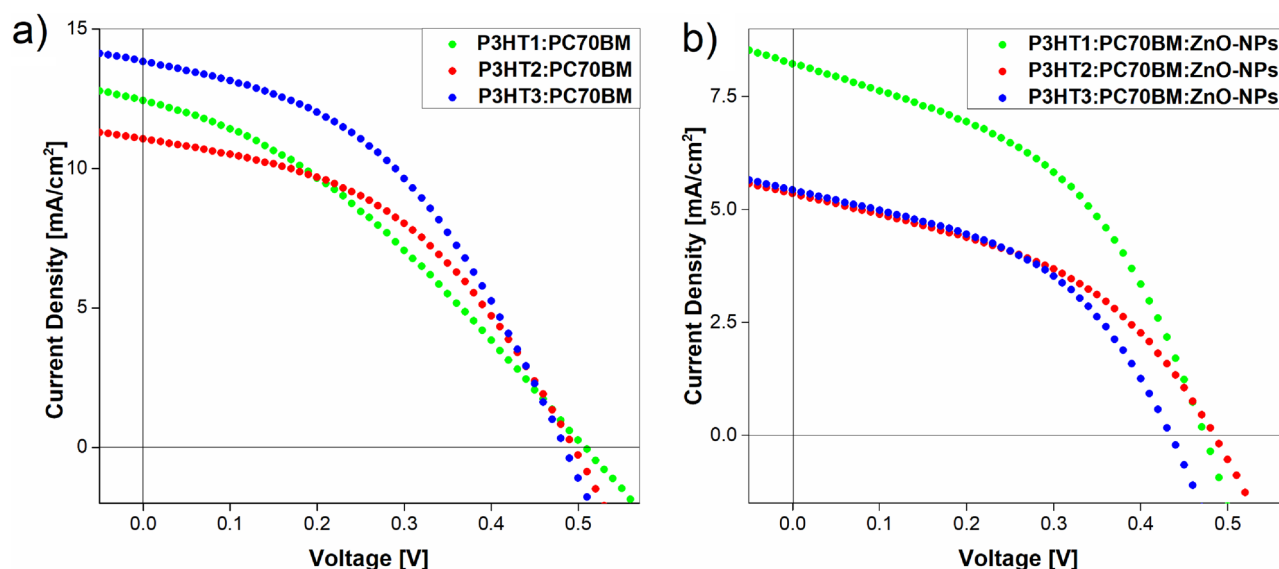 a)
P3HT1:PC70BM
P3HT2:PC70BM
P3HT3:PC70BM
15
10
5
0
Current Density [mA/cm²]
0.0 0.1 0.2 0.3 0.4 0.5
Voltage [V]
b)
P3HT1:PC70BM:ZnO-NPs
P3HT2:PC70BM:ZnO-NPs
P3HT3:PC70BM:ZnO-NPs
7.5
5.0
2.5
0.0
Current Density [mA/cm²]
0.0 0.1 0.2 0.3 0.4 0.5
Voltage [V]